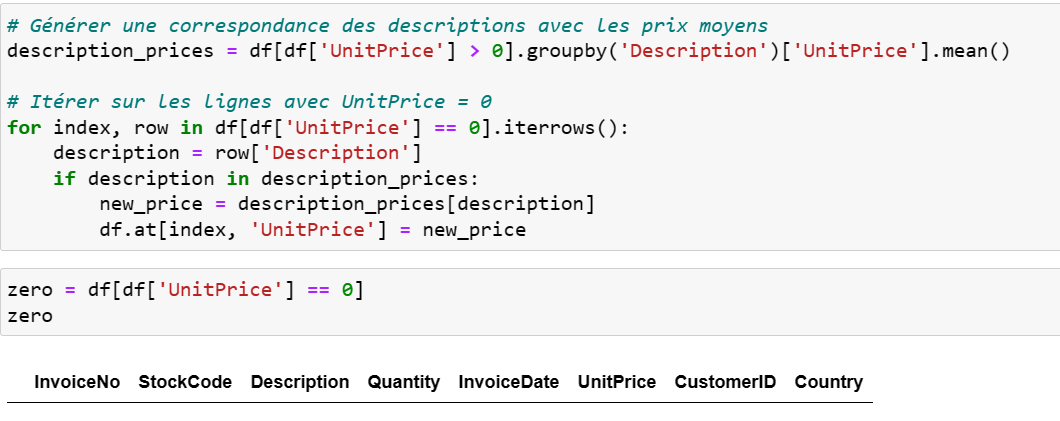 # Générer une correspondance des descriptions avec les prix moyens
description_prices = df[df['UnitPrice'] > 0].groupby('Description')['UnitPrice'].mean()
# Itérer sur les lignes avec UnitPrice = 0
for index, row in df[df['UnitPrice'] == 0].iterrows():
    description = row['Description']
    if description in description_prices:
        new_price = description_prices[description]
        df.at[index, 'UnitPrice'] = new_price
zero = df[df['UnitPrice'] == 0]
zero
InvoiceNo StockCode Description Quantity InvoiceDate UnitPrice CustomerID Country